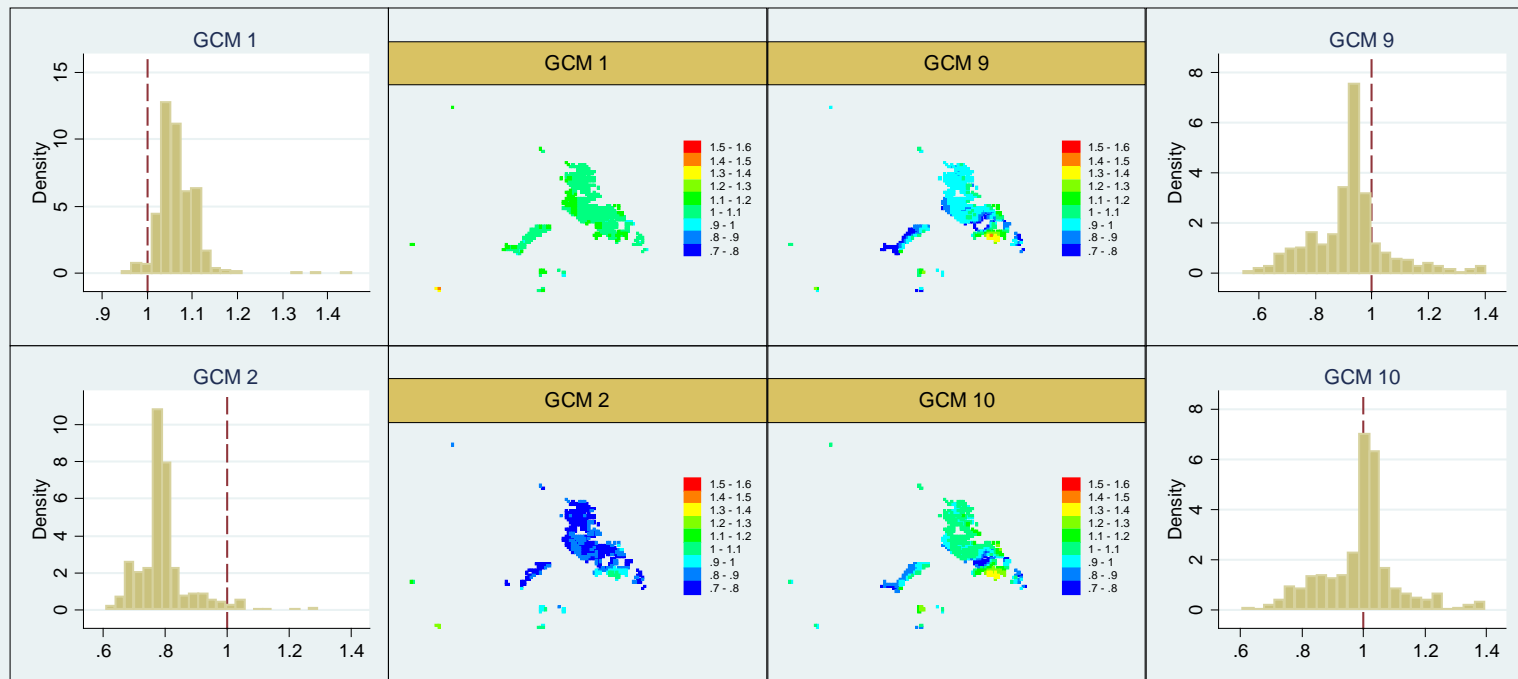 GCM 1
Density
15
10
5
0
.9 1 1.1 1.2 1.3 1.4
GCM 1
1.5 - 1.6
1.4 - 1.5
1.3 - 1.4
1.2 - 1.3
1.1 - 1.2
1 - 1.1
.9 - 1
.8 - .9
.7 - .8
GCM 9
1.5 - 1.6
1.4 - 1.5
1.3 - 1.4
1.2 - 1.3
1.1 - 1.2
1 - 1.1
.9 - 1
.8 - .9
.7 - .8
GCM 9
Density
8
6
4
2
0
.6 .8 1 1.2 1.4
GCM 2
Density
10
8
6
4
2
0
.6 .8 1 1.2 1.4
GCM 2
1.5 - 1.6
1.4 - 1.5
1.3 - 1.4
1.2 - 1.3
1.1 - 1.2
1 - 1.1
.9 - 1
.8 - .9
.7 - .8
GCM 10
1.5 - 1.6
1.4 - 1.5
1.3 - 1.4
1.2 - 1.3
1.1 - 1.2
1 - 1.1
.9 - 1
.8 - .9
.7 - .8
GCM 10
Density
8
6
4
2
0
.6 .8 1 1.2 1.4